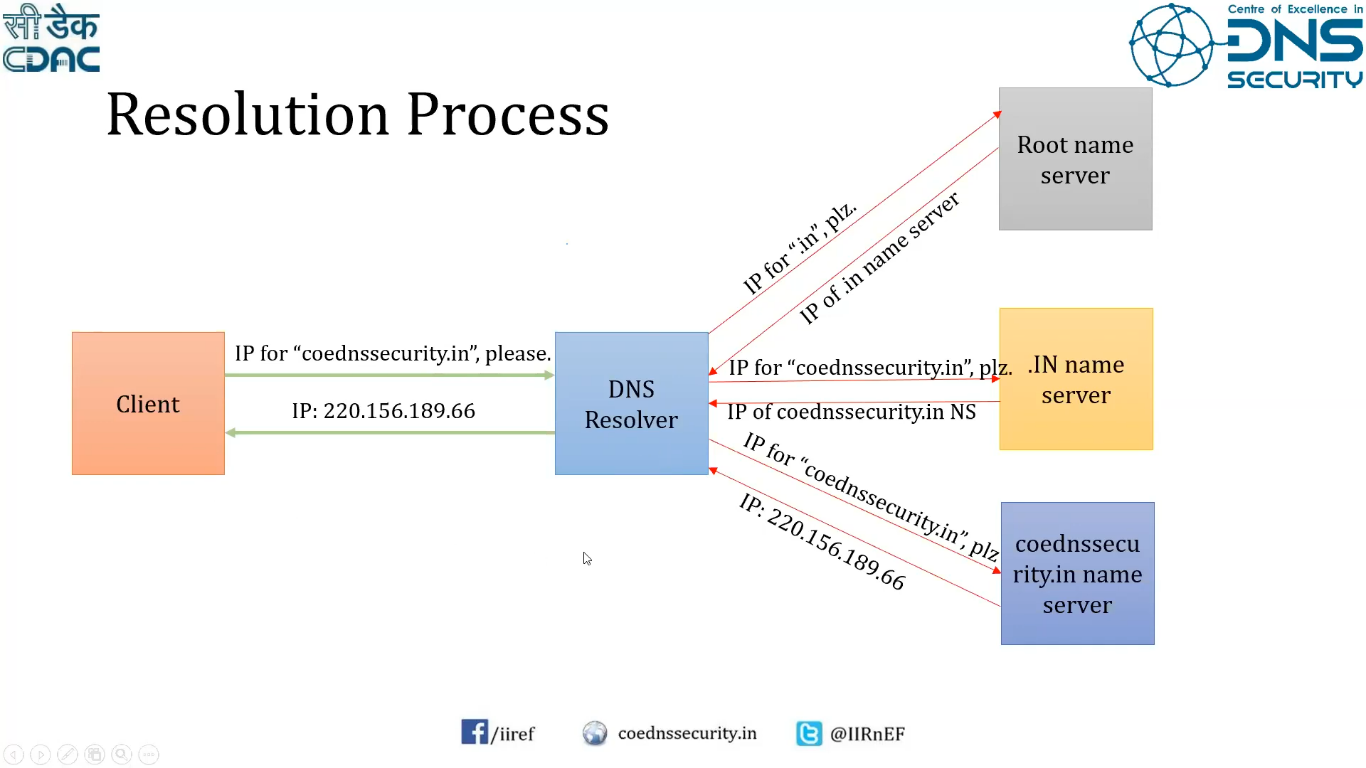 सी डैक
CDAC
Centre of Excellence in
DNS
SECURITY
Resolution Process
Root name
server
IP for “.in”, plz.
IP of .in name server
Client
IP for “coednssecurity.in”, please.
IP: 220.156.189.66
DNS
Resolver
IP for “coednssecurity.in”, plz.
IP of coednssecurity.in NS
.IN name
server
IP for “coednssecurity.in”, plz
IP: 220.156.189.66
coednssecu
rity.in name
server
/iiref
coednssecurity.in
@IIRnEF